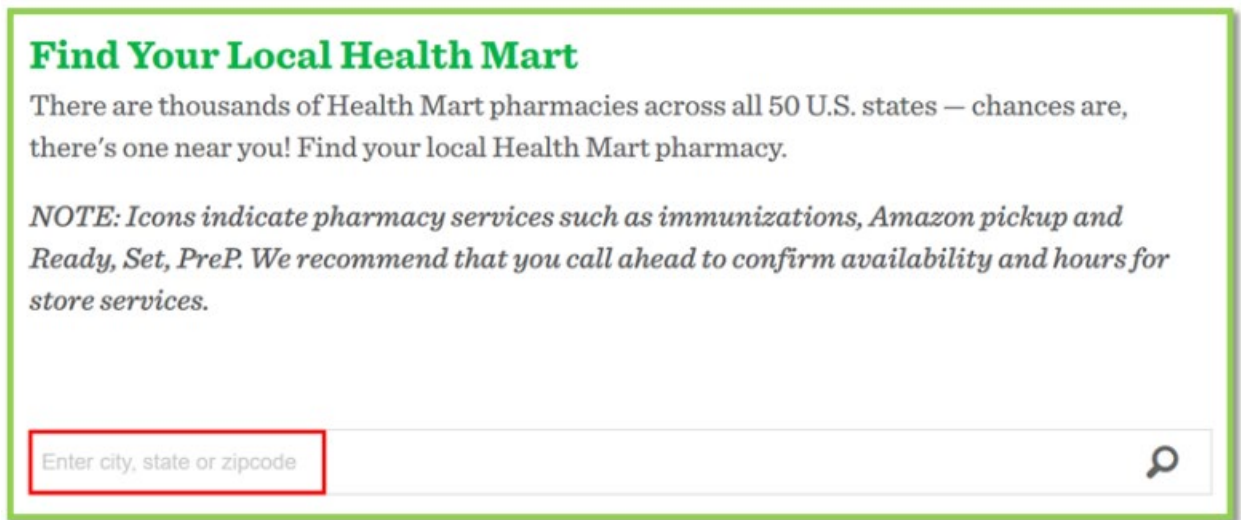 Find Your Local Health Mart
There are thousands of Health Mart pharmacies across all 50 U.S. states — chances are,
there's one near you! Find your local Health Mart pharmacy.
NOTE: Icons indicate pharmacy services such as immunizations, Amazon pickup and
Ready, Set, PreP. We recommend that you call ahead to confirm availability and hours for
store services.
Enter city, state or zipcode